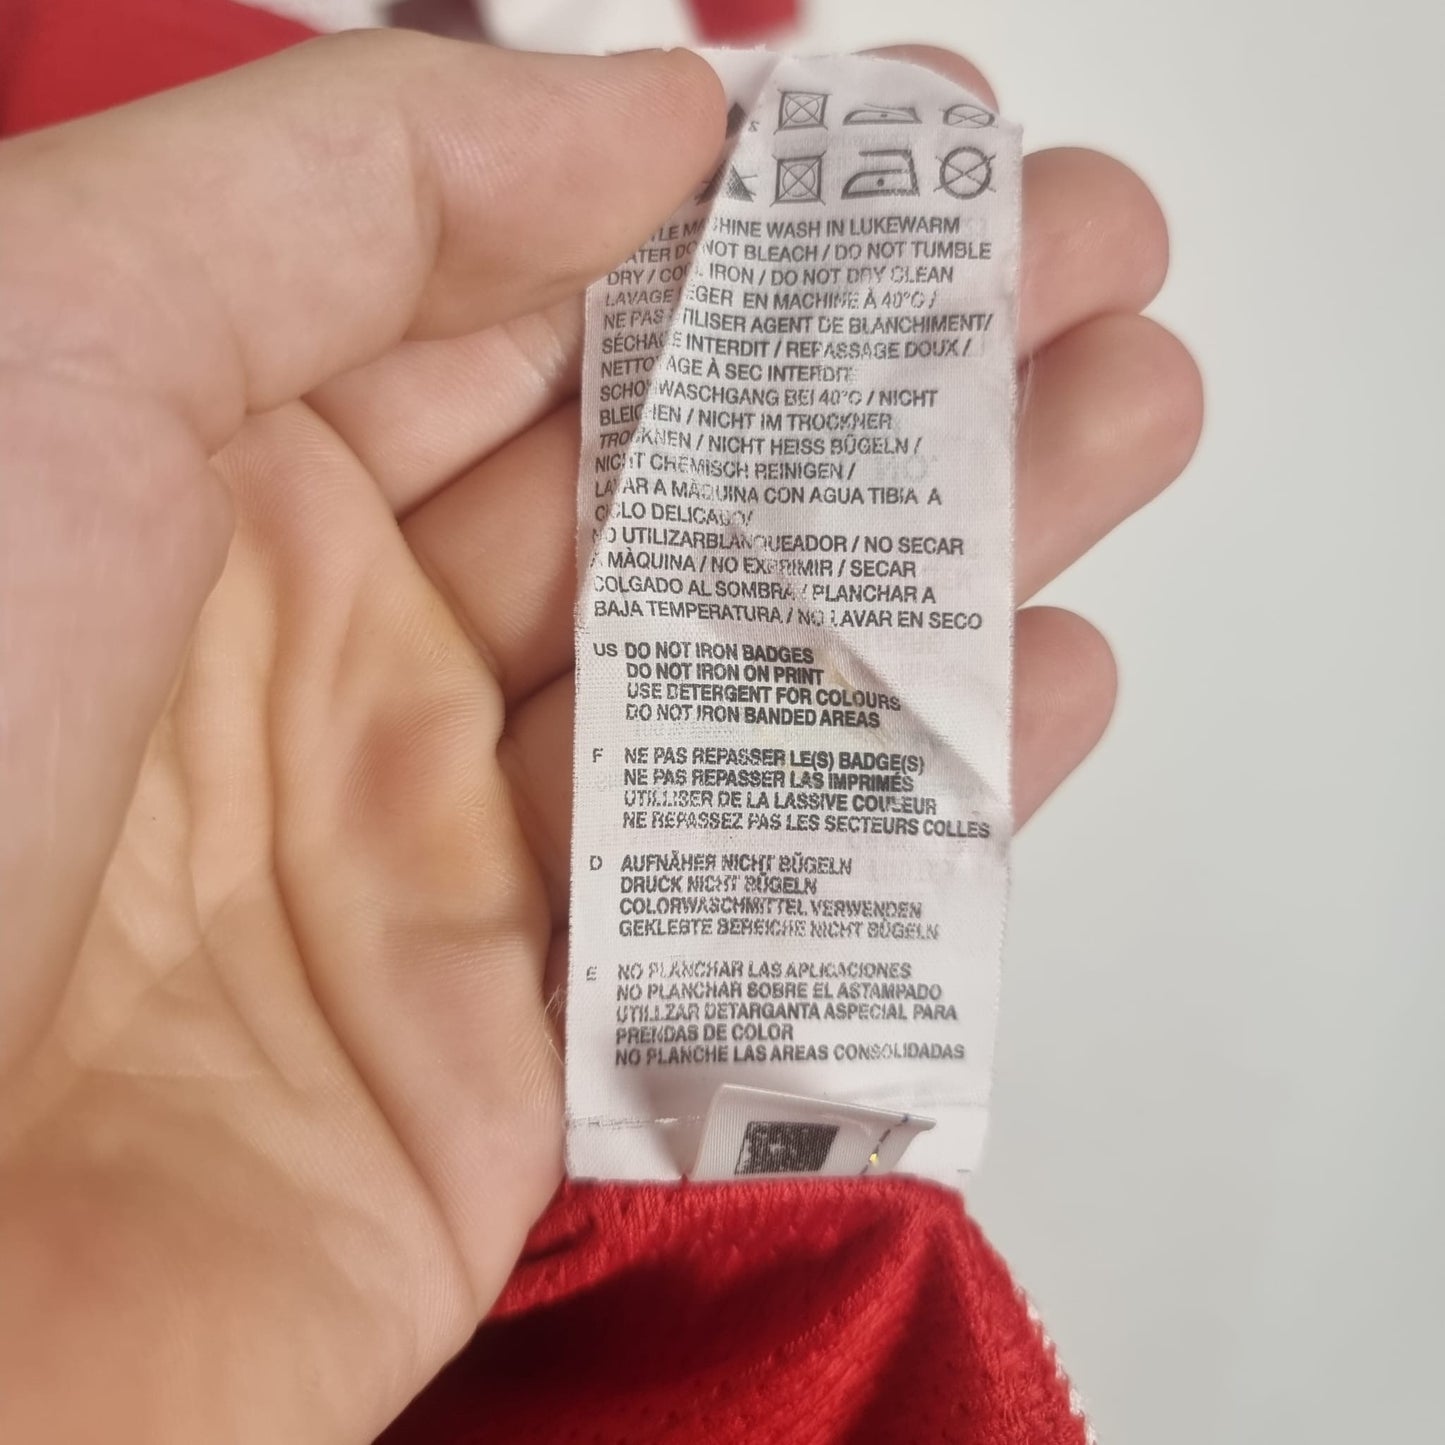 MACHINE WASH IN LUKEWARM
WATER DO NOT BLEACH / DO NOT TUMBLE
DRY / COOL IRON / DO NOT DRY CLEAN
LAVAGE LEGER EN MACHINE À 40°C /
NE PAS UTILISER AGENT DE BLANCHIMENT/
SÉCHAGE INTERDIT / REPASSAGE DOUX /
NETTOYAGE À SEC INTERDIT
SCHONWASCHGANG BEI 40°C / NICHT
BLEICHEN / NICHT IM TROCKNER
TROCKNEN / NICHT HEISS BÜGELN /
NICHT CHEMISCH REINIGEN /
LAVAR A MÀQUINA CON AGUA TIBIA A
CICLO DELICADO/
NO UTILIZARBLANQUEADOR / NO SECAR
A MÀQUINA / NO EXPRIMIR / SECAR
COLGADO AL SOMBRA / PLANCHAR A
BAJA TEMPERATURA / NO LAVAR EN SECO
US DO NOT IRON BADGES
DO NOT IRON ON PRINT
USE DETERGENT FOR COLOURS
DO NOT IRON BANDED AREAS
F NE PAS REPASSER LE(S) BADGE(S)
NE PAS REPASSER LAS IMPRIMÉS
UTILLISER DE LA LASSIVE COULEUR
NE REPASSEZ PAS LES SECTEURS COLLES
D AUFNÄHER NICHT BÜGELN
DRUCK NICHT BÜGELN
COLORWASCHMITTEL VERWENDEN
GEKLEBTE BEREICHE NICHT BÜGELN
E NO PLANCHAR LAS APLICACIONES
NO PLANCHAR SOBRE EL ASTAMPADO
UTILLZAR DETARGANTA ASPECIAL PARA
PRENDAS DE COLOR
NO PLANCHE LAS AREAS CONSOLIDADAS